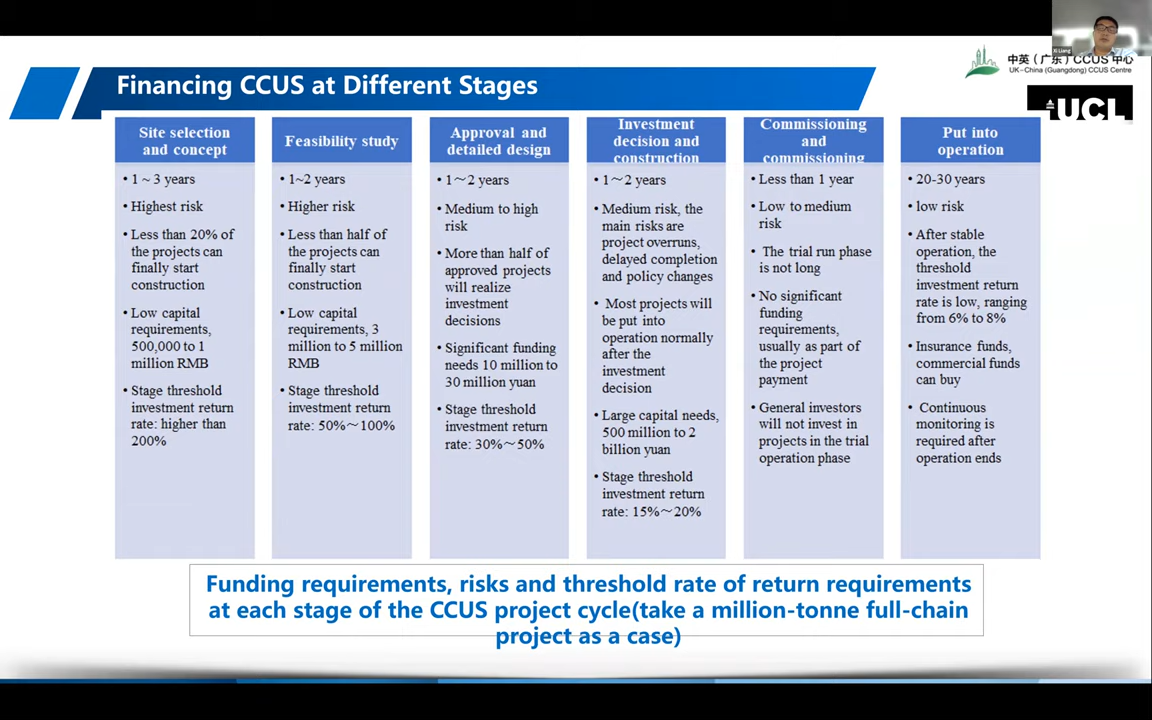 Xi Liang
中英（广东）CCUS 中心
UK-China (Guangdong) CCUS Centre
UCL
Financing CCUS at Different Stages
Site selection
and concept
• 1 ~ 3 years
• Highest risk
• Less than 20% of
the projects can
finally start
construction
• Low capital
requirements,
500,000 to 1
million RMB
• Stage threshold
investment return
rate: higher than
200%
Feasibility study
• 1~2 years
• Higher risk
• Less than half of
the projects can
finally start
construction
• Low capital
requirements, 3
million to 5 million
RMB
• Stage threshold
investment return
rate: 50%～100%
Approval and
detailed design
• 1～2 years
• Medium to high
risk
• More than half of
approved projects
will realize
investment
decisions
• Significant funding
needs 10 million to
30 million yuan
• Stage threshold
investment return
rate: 30%～50%
Investment
decision and
construction
• 1～2 years
• Medium risk, the
main risks are
project overruns,
delayed completion
and policy changes
• Most projects will
be put into
operation normally
after the
investment
decision
• Large capital needs,
500 million to 2
billion yuan
• Stage threshold
investment return
rate: 15%～20%
Commissioning
and
commissioning
• Less than 1 year
• Low to medium
risk
• The trial run phase
is not long
• No significant
funding
requirements,
usually as part of
the project
payment
• General investors
will not invest in
projects in the trial
operation phase
Put into
operation
• 20-30 years
• low risk
• After stable
operation, the
threshold
investment return
rate is low, ranging
from 6% to 8%
• Insurance funds,
commercial funds
can buy
• Continuous
monitoring is
required after
operation ends
Funding requirements, risks and threshold rate of return requirements
at each stage of the CCUS project cycle(take a million-tonne full-chain
project as a case)